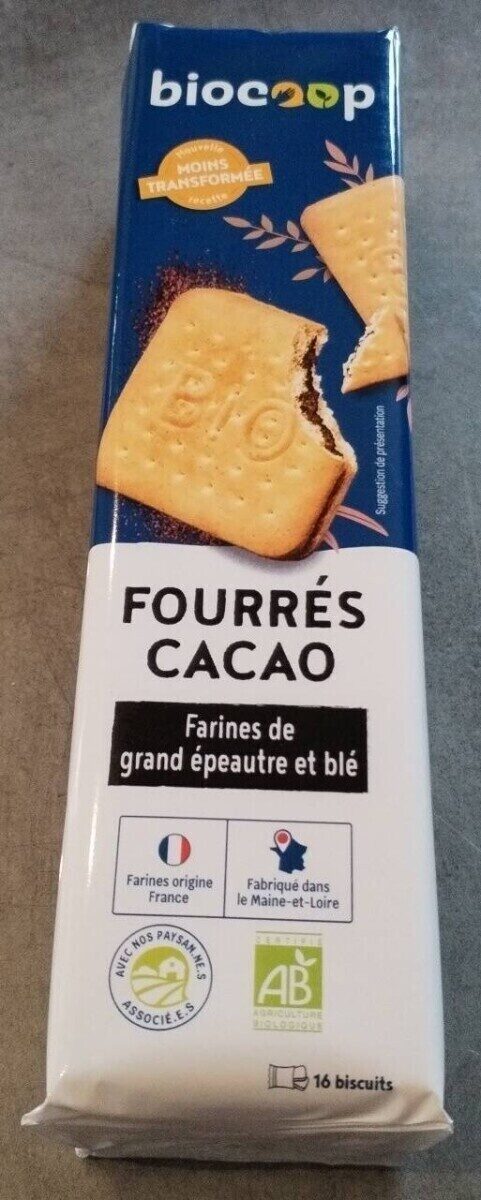 biocoop
Nouvelle
MOINS
TRANSFORMÉE
recette
BIO
Suggestion de présentation
FOURRÉS
CACAO
Farines de
grand épeautre et blé
Farines origine
France
Fabriqué dans
le Maine-et-Loire
AVEC NOS PAYSAN.NE.S
ASSOCIÉ.E.S
CERTIFIÉ
AB
AGRICULTURE
BIOLOGIQUE
16 biscuits